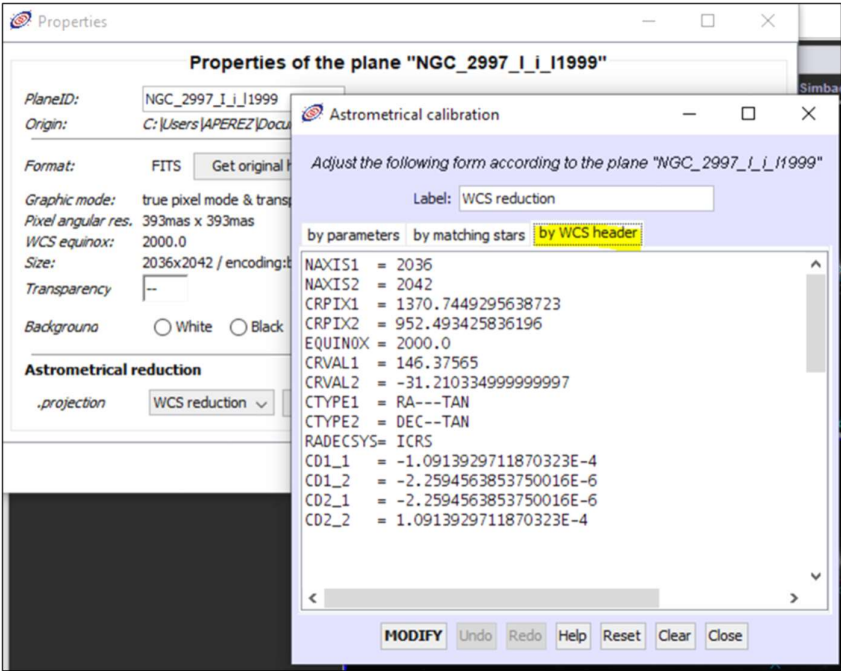 Properties
Properties of the plane "NGC_2997_I_i_I1999"
PlaneID: NGC_2997_I_i_I1999
Origin: C:\Users\APEREZ\Docu
Format: FITS Get original h
Graphic mode: true pixel mode & transp
Pixel angular res. 393mas x 393mas
WCS equinox: 2000.0
Size: 2036x2042 / encoding:b
Transparency --
Background White Black
Astrometrical reduction
.projection WCS reduction
Simbad
Astrometrical calibration
Adjust the following form according to the plane "NGC_2997_I_i_I1999"
Label: WCS reduction
by parameters by matching stars by WCS header
NAXIS1 = 2036
NAXIS2 = 2042
CRPIX1 = 1370.7449295638723
CRPIX2 = 952.493425836196
EQUINOX = 2000.0
CRVAL1 = 146.37565
CRVAL2 = -31.210334999999997
CTYPE1 = RA---TAN
CTYPE2 = DEC--TAN
RADECSYS= ICRS
CD1_1 = -1.0913929711870323E-4
CD1_2 = -2.2594563853750016E-6
CD2_1 = -2.2594563853750016E-6
CD2_2 = 1.0913929711870323E-4
MODIFY Undo Redo Help Reset Clear Close